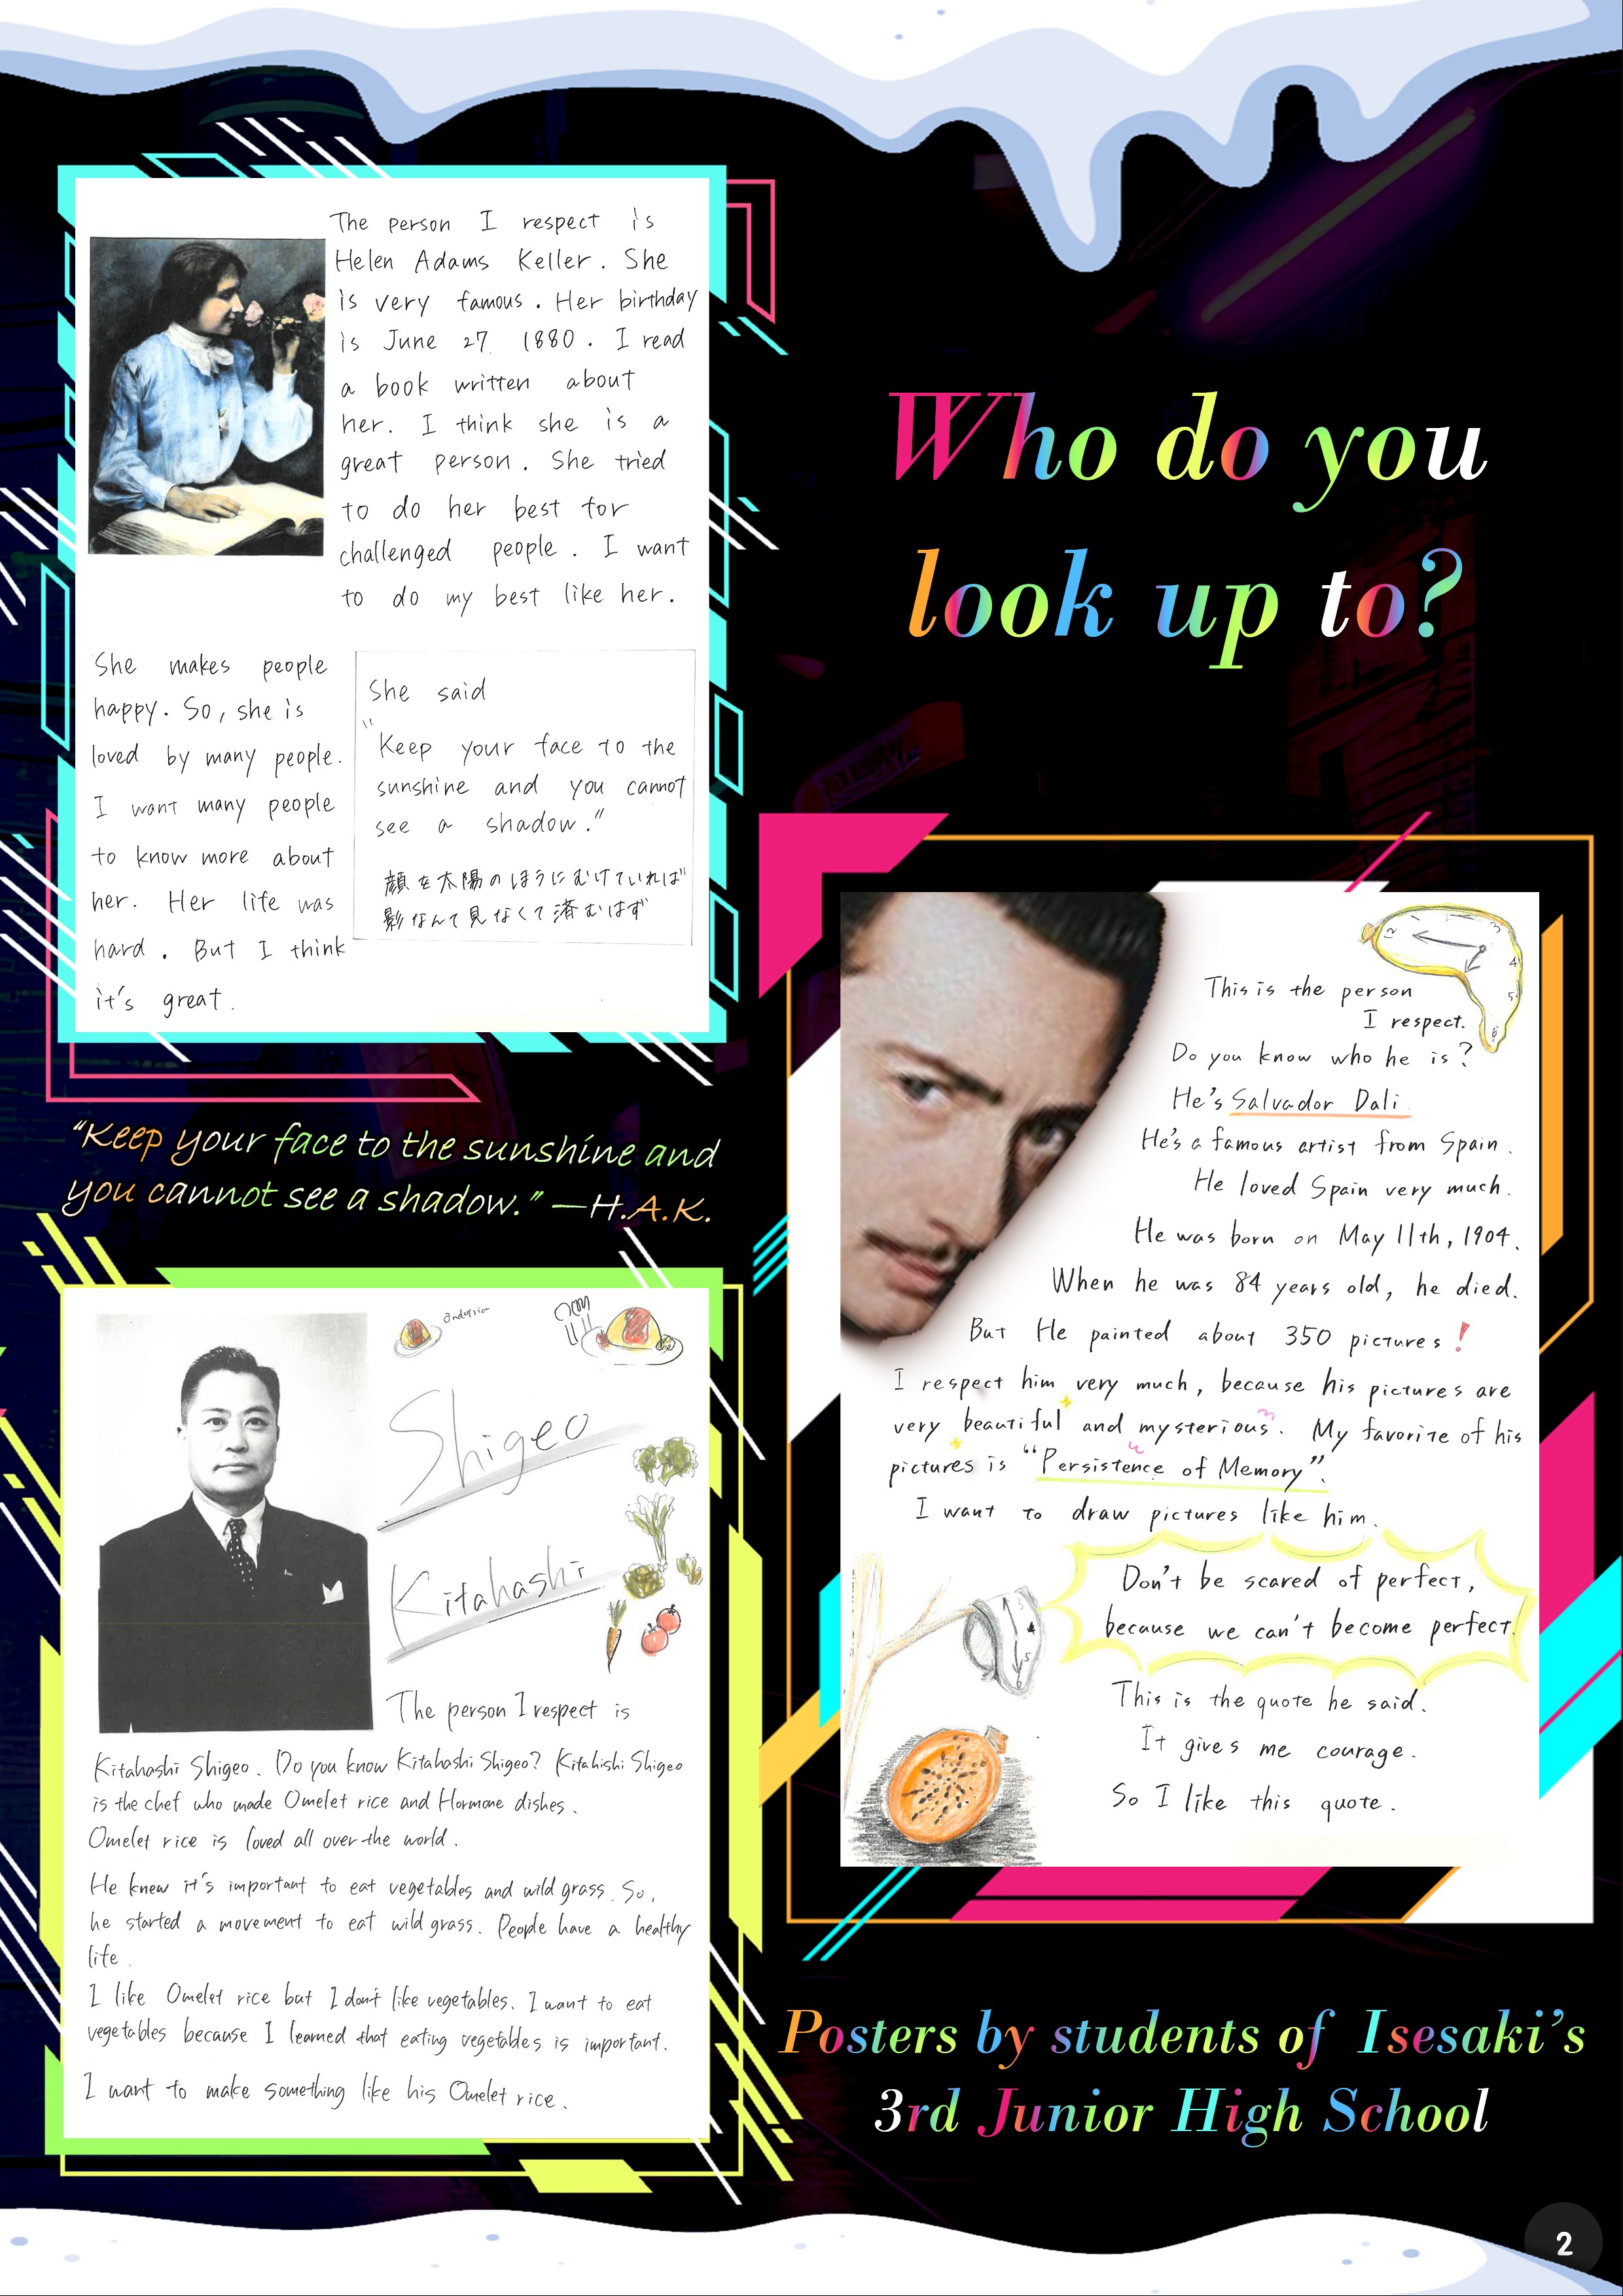 The person I respect is
Helen Adams Keller. She
is very famous. Her birthday
is June 27. 1880. I read
a book written about
her. I think she is a
great person. She tried
to do her best for
challenged people. I want
to do my best like her.
She makes people
happy. So, she is
loved by many people.
I want many people
to know more about
her. Her life was
hard. But I think
it's great.
She said
"Keep your face to the
sunshine and you cannot
see a shadow."
顔を太陽のほうにむけていれば
影なんて見なくて済むはず
"Keep your face to the sunshine and
you cannot see a shadow." —H.A.K.
Shigeo
Kitahashi
The person I respect is
Kitahashi Shigeo. Do you know Kitahashi Shigeo? Kitahishi Shigeo
is the chef who made Omelet rice and Hormone dishes.
Omelet rice is loved all over the world.
He knew it's important to eat vegetables and wild grass. So,
he started a movement to eat wild grass. People have a healthy
life.
I like Omelet rice but I don't like vegetables. I want to eat
vegetables because I learned that eating vegetables is important.
I want to make something like his Omelet rice.
Who do you
look up to?
12 3 4 5 6
This is the person
I respect.
Do you know who he is?
He's Salvador Dali.
He's a famous artist from Spain.
He loved Spain very much.
He was born on May 11th, 1904.
When he was 84 years old, he died.
But He painted about 350 pictures!
I respect him very much, because his pictures are
very beautiful and mysterious. My favorite of his
pictures is "Persistence of Memory".
I want to draw pictures like him.
Don't be scared of perfect,
because we can't become perfect.
This is the quote he said.
It gives me courage.
So I like this quote.
Posters by students of Isesaki's
3rd Junior High School
2